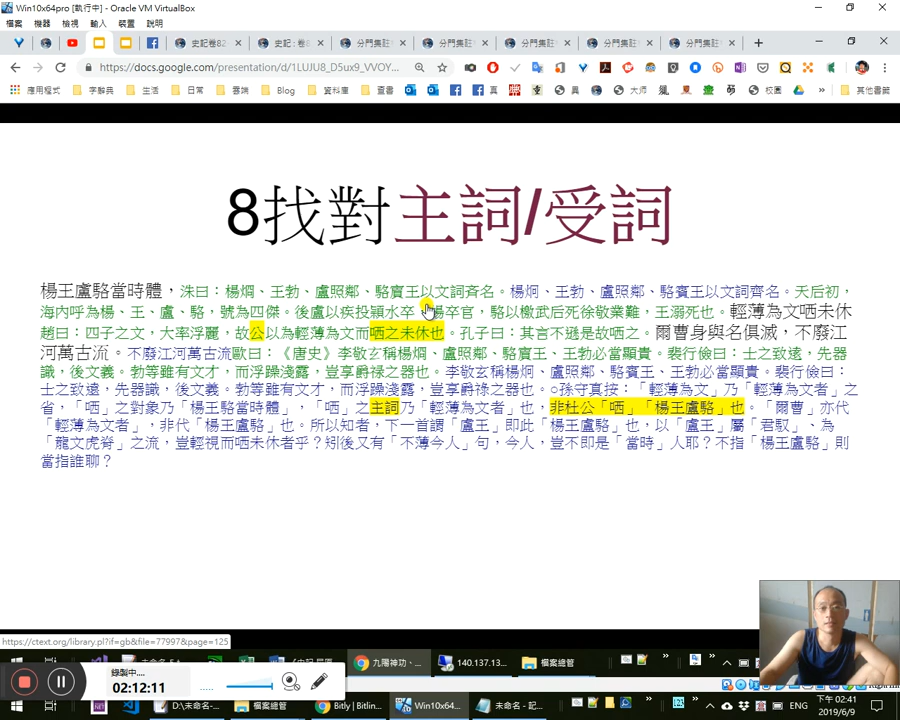 Win10x64pro [執行中] - Oracle VM VirtualBox
檔案 機器 檢視 輸入 裝置 說明
史記卷82 史記 : 卷8 分門集註 分門集註 分門集註 分門集註 分門集註
https://docs.google.com/presentation/d/1LUJU8_D5ux9_VVOY...
應用程式 字辭典 生活 日常 雲端 Blog 資料庫 查書 真 異 大师 校園 其他書籤
8找對主詞/受詞
楊王盧駱當時體，洙曰：楊烱、王勃、盧照鄰、駱賓王以文詞斉名。楊炯、王勃、盧照鄰、駱賓王以文詞齊名。天后初，
海内呼為楊、王、盧、駱，號為四傑。後盧以疾投穎水卒 楊卒官，駱以檄武后死徐敬業難，王溺死也。輕薄為文哂未休
趙曰：四子之文，大率浮麗，故公以為輕薄為文而哂之未休也。孔子曰：其言不遜是故哂之。爾曹身與名俱滅，不廢江
河萬古流。不廢江河萬古流歐曰：《唐史》李敬玄稱楊烱、盧照鄰、駱賓王、王勃必當顯貴。裴行儉曰：士之致遠，先器
識，後文義。勃等雖有文才，而浮躁淺露，豈享爵祿之器也。李敬玄稱楊炯、盧照鄰、駱賓王、王勃必當顯貴。裴行儉曰：
士之致遠，先器識，後文義。勃等雖有文才，而浮躁淺露，豈享爵祿之器也。○孫守真按：「輕薄為文」乃「輕薄為文者」之
省，「哂」之對象乃「楊王駱當時體」，「哂」之主詞乃「輕薄為文者」也，非杜公「哂」「楊王盧駱」也。「爾曹」亦代
「輕薄為文者」，非代「楊王盧駱」也。所以知者，下一首謂「盧王」即此「楊王盧駱」也，以「盧王」屬「君馭」、為
「龍文虎脊」之流，豈輕視而哂未休者乎？矧後又有「不薄今人」句，今人，豈不即是「當時」人耶？不指「楊王盧駱」則
當指誰聊？
https://ctext.org/library.pl?if=gb&file=77997&page=125
九陽神功、... 140.137.13... 檔案總管
錄製中....
02:12:11
D:\未命名-... 檔案總管 Bitly | Bitlin... Win10x64... 未命名 - 記...
ENG
下午 02:41
2019/6/9